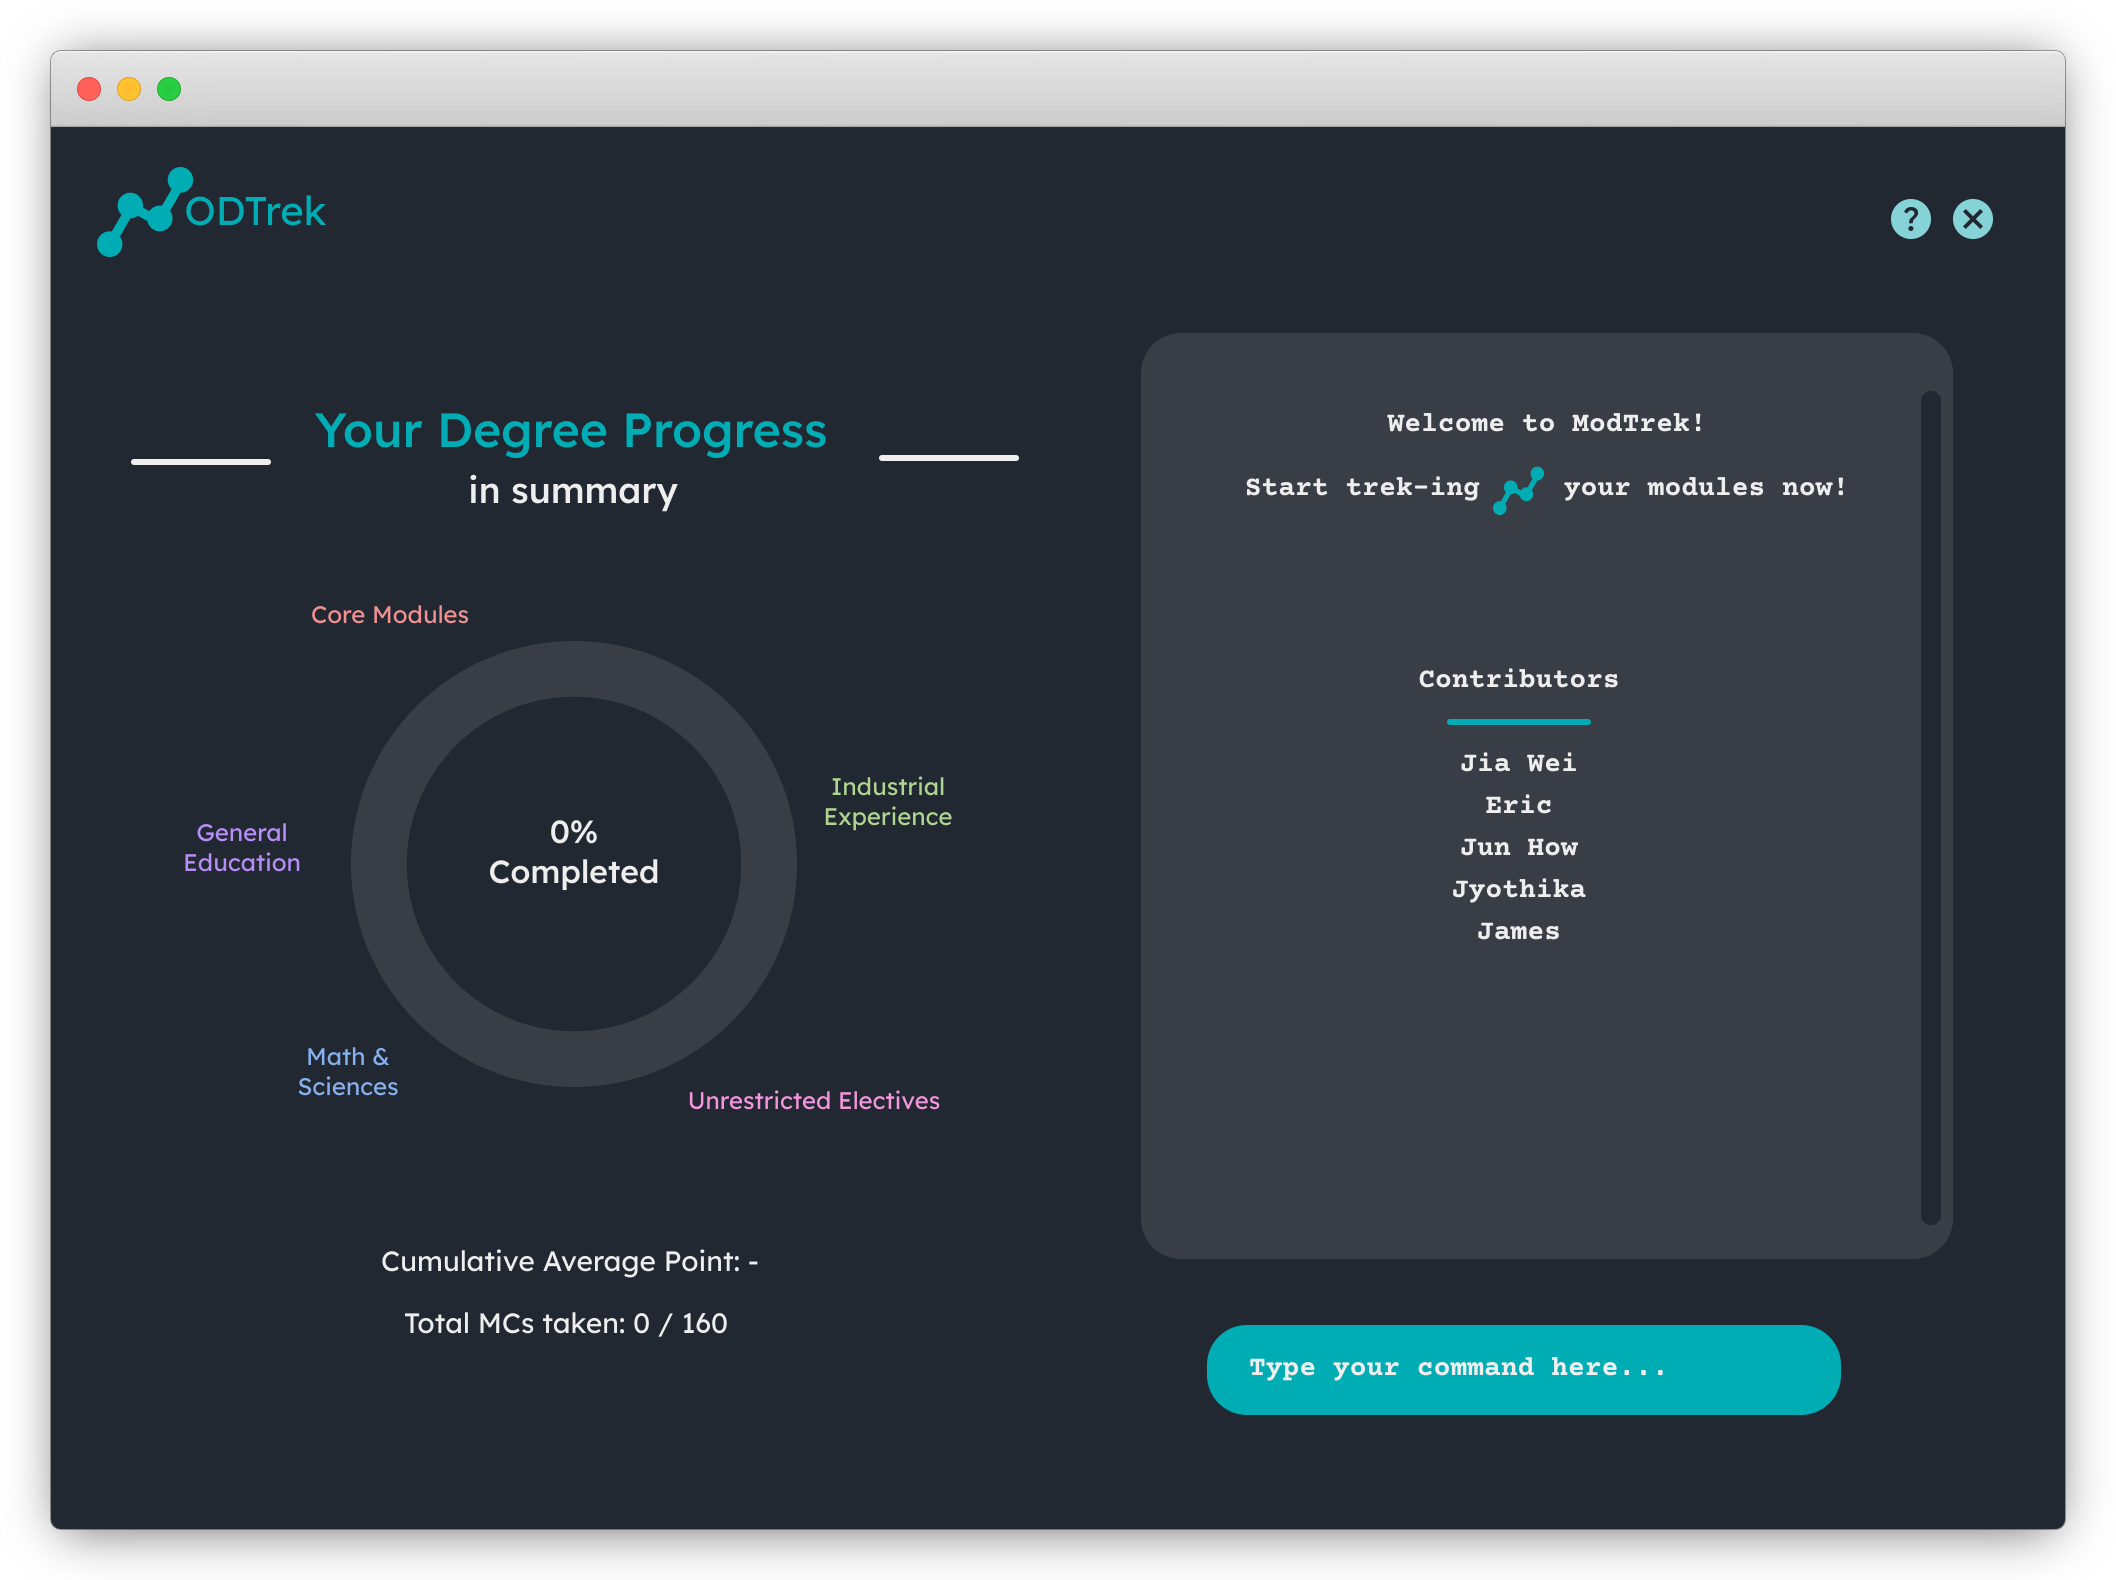 ODTrek
?
Your Degree Progress
in summary
Core Modules
Industrial
Experience
General
Education
0%
Completed
Math &
Sciences
Unrestricted Electives
Cumulative Average Point: -
Total MCs taken: 0 / 160
Welcome to ModTrek!
Start trek-ing your modules now!
Contributors
Jia Wei
Eric
Jun How
Jyothika
James
Type your command here...